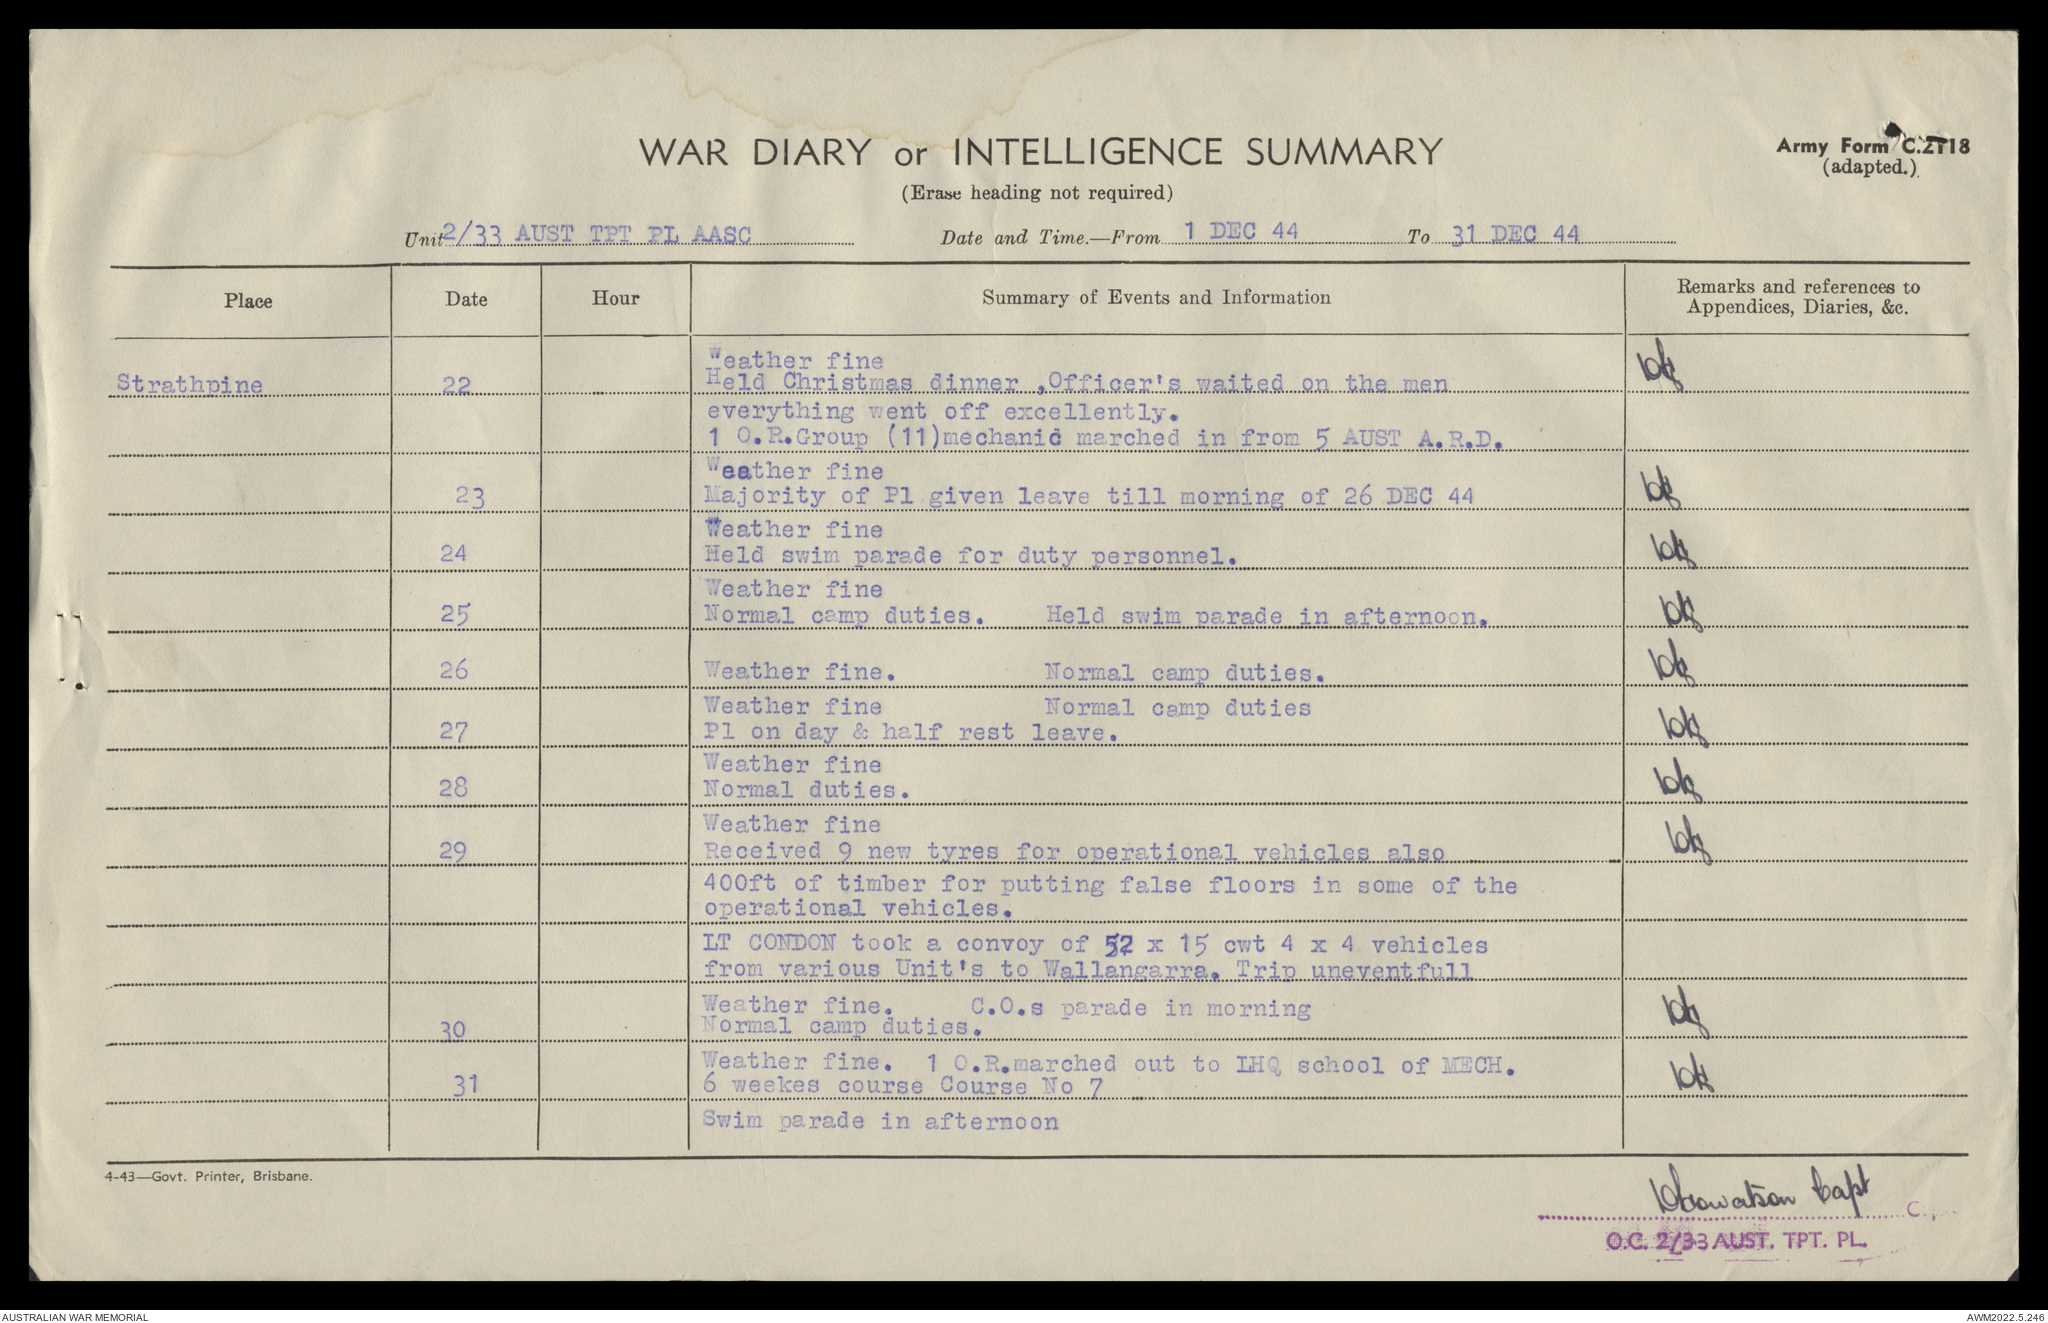 WAR DIARY or INTELLIGENCE SUMMARY
Army Form C.2118
(adapted.)
(Erase heading not required)
Unit 2/33 AUST TPT PL AASC Date and Time.—From 1 DEC 44 To 31 DEC 44
Place Date Hour Summary of Events and Information Remarks and references to
Appendices, Diaries, &c.
Weather fine
Strathpine 22 Held Christmas dinner ,Officer's waited on the men
everything went off excellently.
1 O.R.Group (11)mechanic marched in from 5 AUST A.R.D.
Weather fine
23 Majority of Pl given leave till morning of 26 DEC 44
Weather fine
24 Held swim parade for duty personnel.
Weather fine
25 Normal camp duties. Held swim parade in afternoon.
26 Weather fine. Normal camp duties.
Weather fine Normal camp duties
27 Pl on day & half rest leave.
Weather fine
28 Normal duties.
Weather fine
29 Received 9 new tyres for operational vehicles also
400ft of timber for putting false floors in some of the
operational vehicles.
LT CONDON took a convoy of 52 x 15 cwt 4 x 4 vehicles
from various Unit's to Wallangarra. Trip uneventfull
Weather fine. C.O.s parade in morning
30 Normal camp duties.
Weather fine. 1 O.R.marched out to LHQ school of MECH.
31 6 weekes course Course No 7
Swim parade in afternoon
4-43—Govt. Printer, Brisbane.
Capt
C.
O.C. 2/33 AUST. TPT. PL.
AUSTRALIAN WAR MEMORIAL
AWM2022.5.246